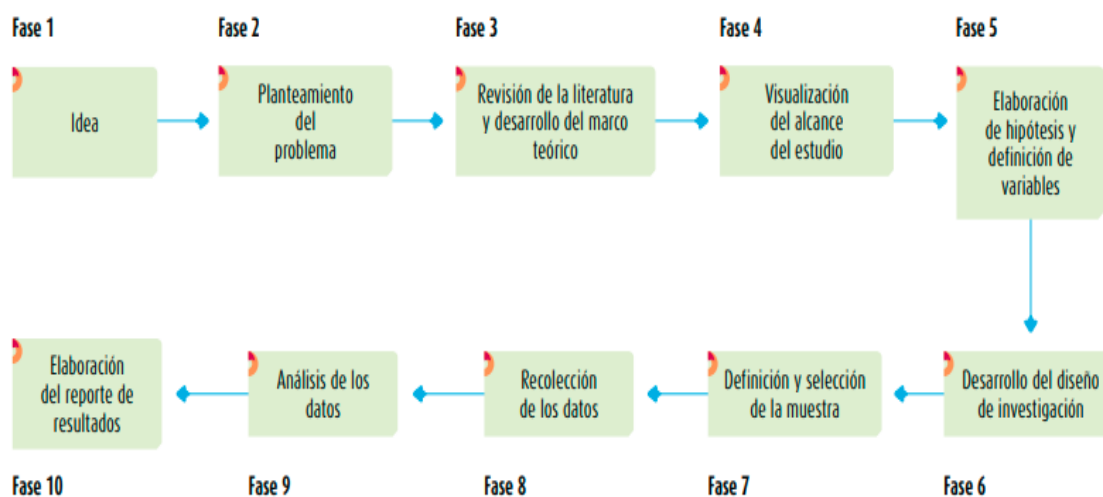 Fase 1
Fase 2
Fase 3
Fase 4
Fase 5
Idea
Planteamiento
del
problema
Revisión de la literatura
y desarrollo del marco
teórico
Visualización
del alcance
del estudio
Elaboración
de hipótesis y
definición de
variables
Elaboración
del reporte de
resultados
Análisis de los
datos
Recolección
de los datos
Definición y selección
de la muestra
Desarrollo del diseño
de investigación
Fase 10
Fase 9
Fase 8
Fase 7
Fase 6